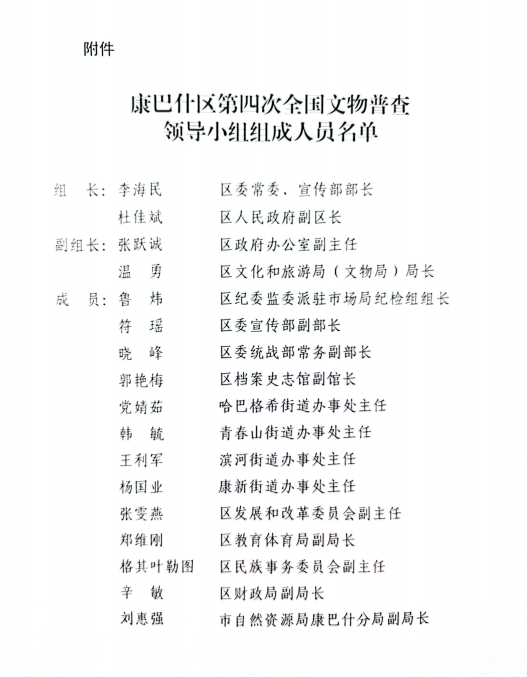 附件
康巴什区第四次全国文物普查
领导小组组成人员名单
组　长：李海民　区委常委、宣传部部长
杜佳斌　区人民政府副区长
副组长：张跃诚　区政府办公室副主任
温　勇　区文化和旅游局（文物局）局长
成　员：鲁　炜　区纪委监委派驻市场局纪检组组长
符　瑶　区委宣传部副部长
晓　峰　区委统战部常务副部长
郭艳梅　区档案史志馆副馆长
党婧茹　哈巴格希街道办事处主任
韩　毓　青春山街道办事处主任
王利军　滨河街道办事处主任
杨国业　康新街道办事处主任
张雯燕　区发展和改革委员会副主任
郑维刚　区教育体育局副局长
格其叶勒图　区民族事务委员会副主任
辛　敏　区财政局副局长
刘惠强　市自然资源局康巴什分局副局长